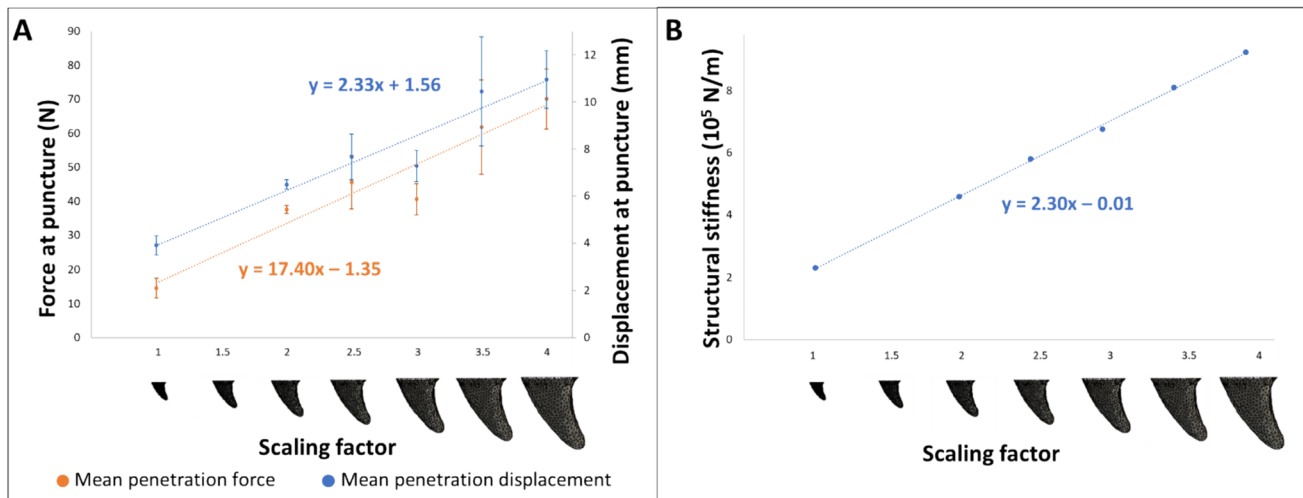 A
Force at puncture (N)
90
80
70
60
50
40
30
20
10
0
y = 2.33x + 1.56
y = 17.40x – 1.35
12
10
8
6
4
2
0
Displacement at puncture (mm)
1 1.5 2 2.5 3 3.5 4
Scaling factor
Mean penetration force Mean penetration displacement
B
Structural stiffness (10⁵ N/m)
8
6
4
2
0
y = 2.30x – 0.01
1 1.5 2 2.5 3 3.5 4
Scaling factor